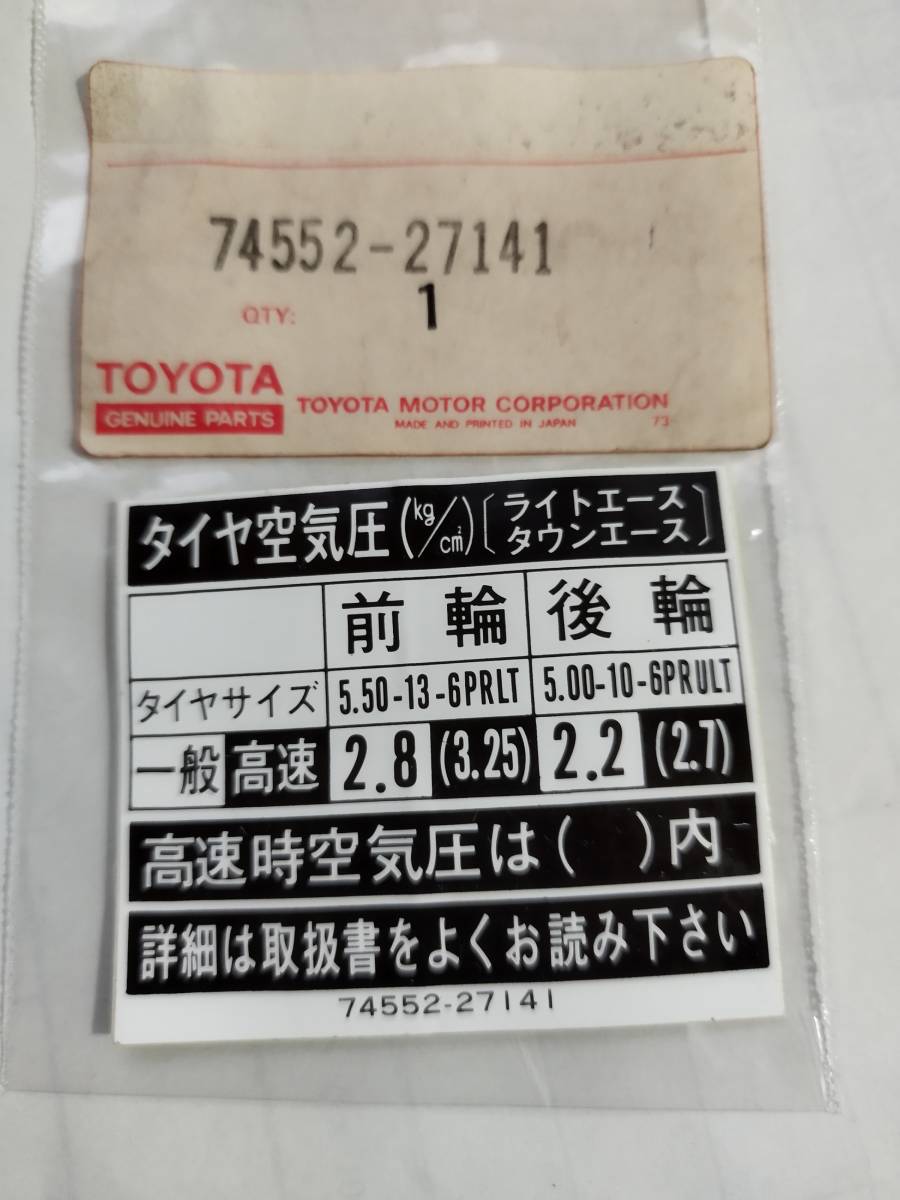 74552-27141
QTY: 1
TOYOTA
GENUINE PARTS
TOYOTA MOTOR CORPORATION
MADE AND PRINTED IN JAPAN 73
タイヤ空気圧(kg/cm²)〔ライトエース タウンエース〕
前輪 後輪
タイヤサイズ 5.50-13-6PRLT 5.00-10-6PRULT
一般 高速 2.8 (3.25) 2.2 (2.7)
高速時空気圧は( )内
詳細は取扱書をよくお読み下さい
74552-27141